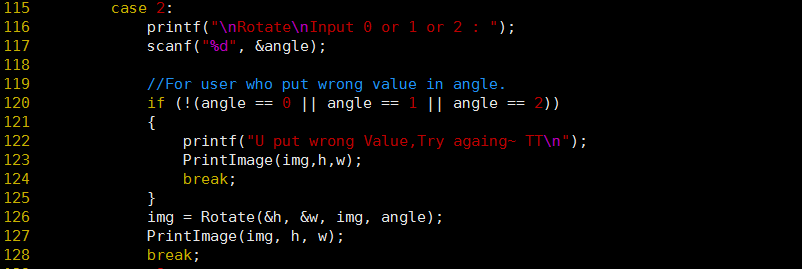 115         case 2:
116             printf("\nRotate\nInput 0 or 1 or 2 : ");
117             scanf("%d", &angle);
118
119             //For user who put wrong value in angle.
120             if (!(angle == 0 || angle == 1 || angle == 2))
121             {
122                 printf("U put wrong Value,Try againg~ TT\n");
123                 PrintImage(img,h,w);
124                 break;
125             }
126             img = Rotate(&h, &w, img, angle);
127             PrintImage(img, h, w);
128             break;